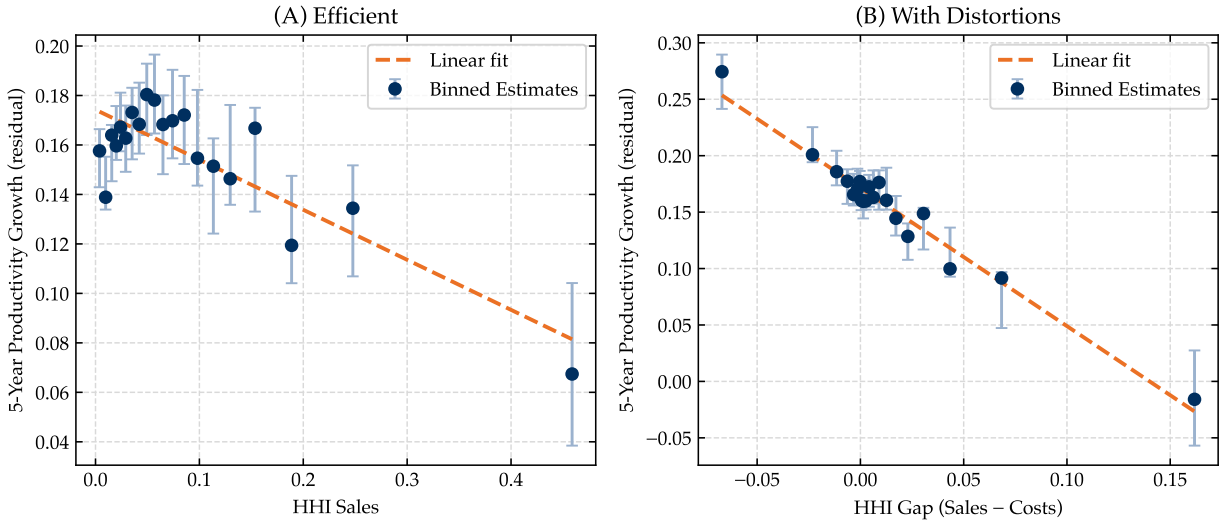 (A) Efficient
5-Year Productivity Growth (residual)
0.20
0.18
0.16
0.14
0.12
0.10
0.08
0.06
0.04
Linear fit
Binned Estimates
0.0 0.1 0.2 0.3 0.4
HHI Sales
(B) With Distortions
5-Year Productivity Growth (residual)
0.30
0.25
0.20
0.15
0.10
0.05
0.00
−0.05
Linear fit
Binned Estimates
−0.05 0.00 0.05 0.10 0.15
HHI Gap (Sales − Costs)